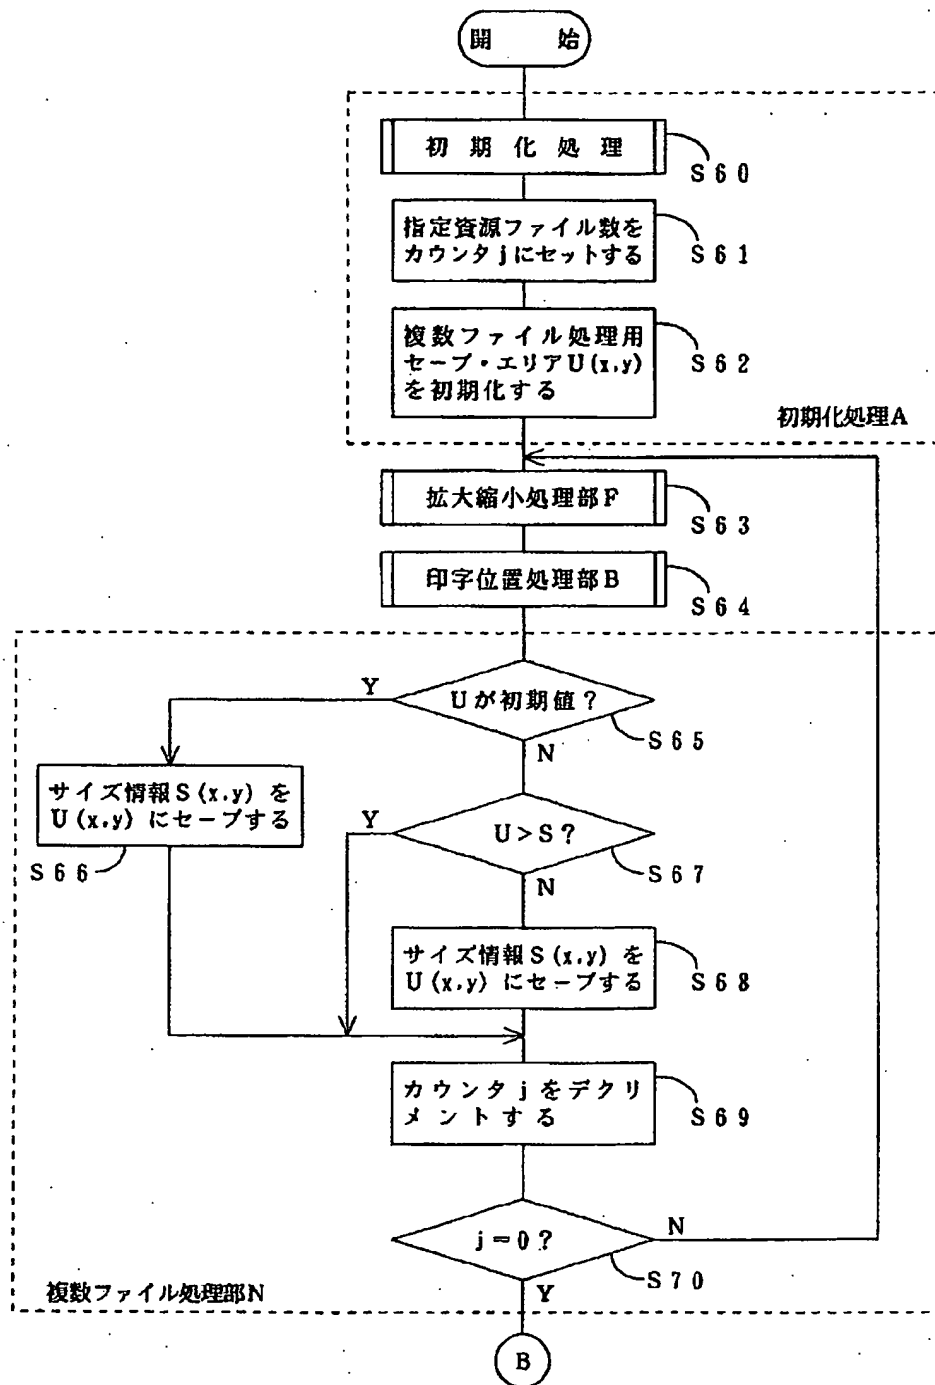 開 始
初期化処理
S60
指定資源ファイル数を
カウンタjにセットする
S61
複数ファイル処理用
セーブ・エリアU(x,y)
を初期化する
S62
初期化処理A
拡大縮小処理部F
S63
印字位置処理部B
S64
Uが初期値?
S65
Y
N
サイズ情報S(x,y)を
U(x,y)にセーブする
S66
U>S?
S67
Y
N
サイズ情報S(x,y)を
U(x,y)にセーブする
S68
カウンタjをデクリ
メントする
S69
j=0?
N
S70
Y
複数ファイル処理部N
B